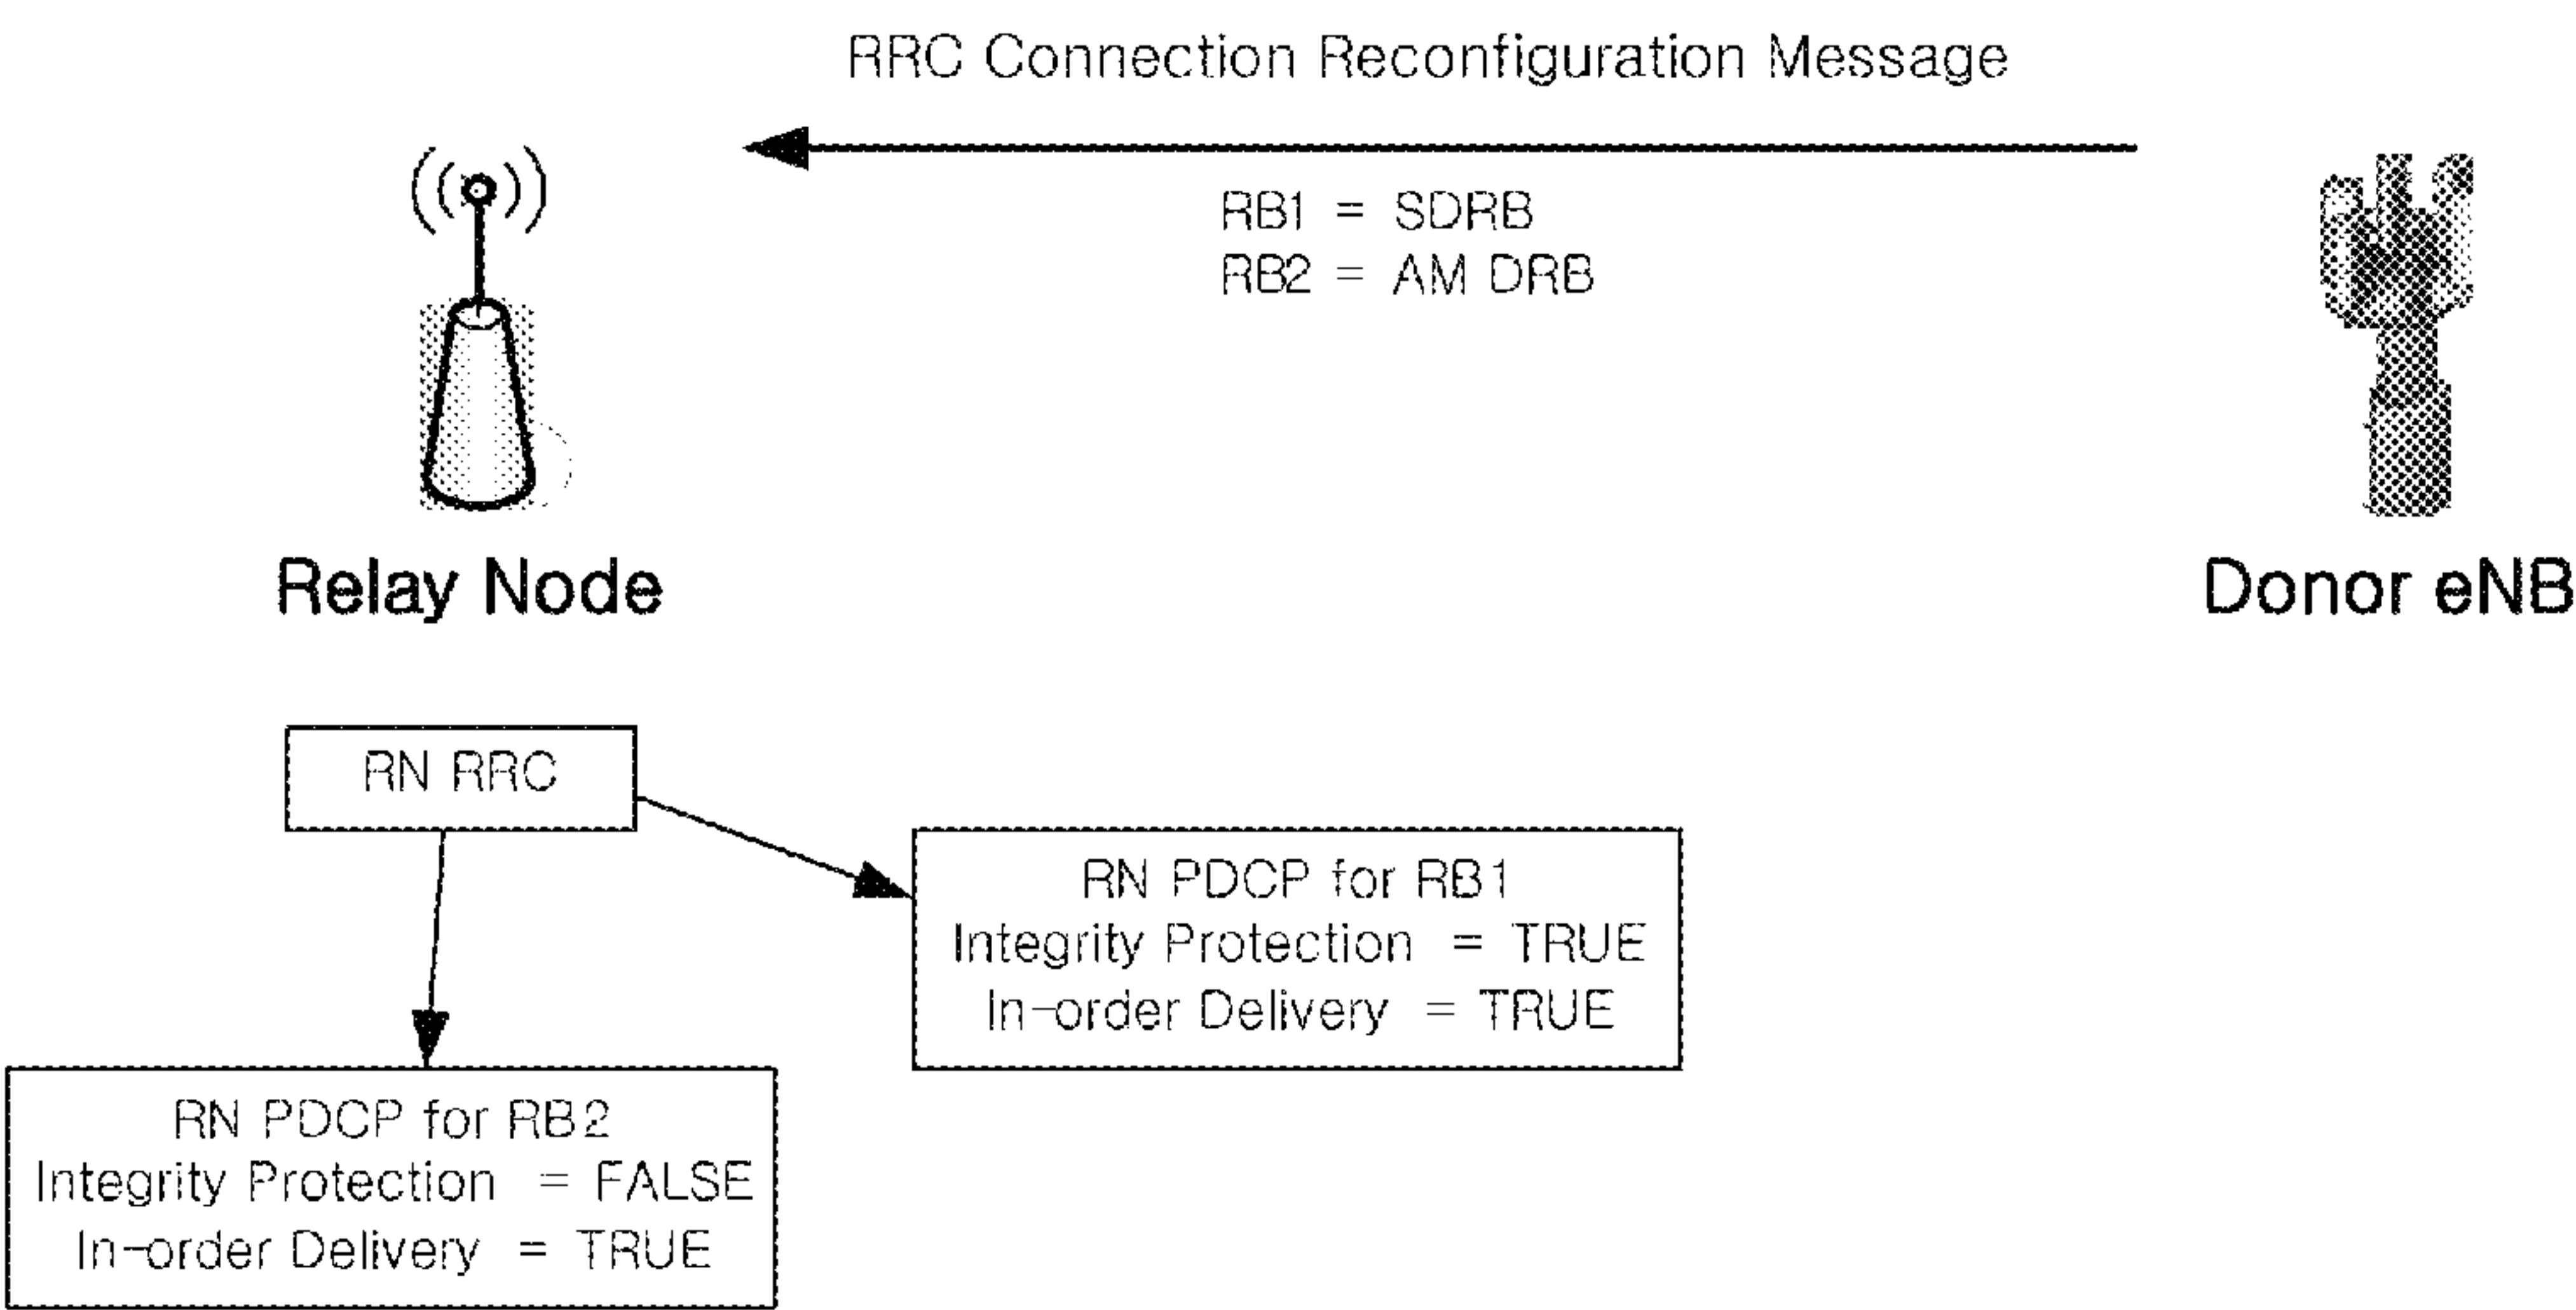 RRC Connection Reconfiguration Message
RB1 = SDRB
RB2 = AM DRB
Relay Node
Donor eNB
RN RRC
RN PDCP for RB1
Integrity Protection = TRUE
In-order Delivery = TRUE
RN PDCP for RB2
Integrity Protection = FALSE
In-order Delivery = TRUE